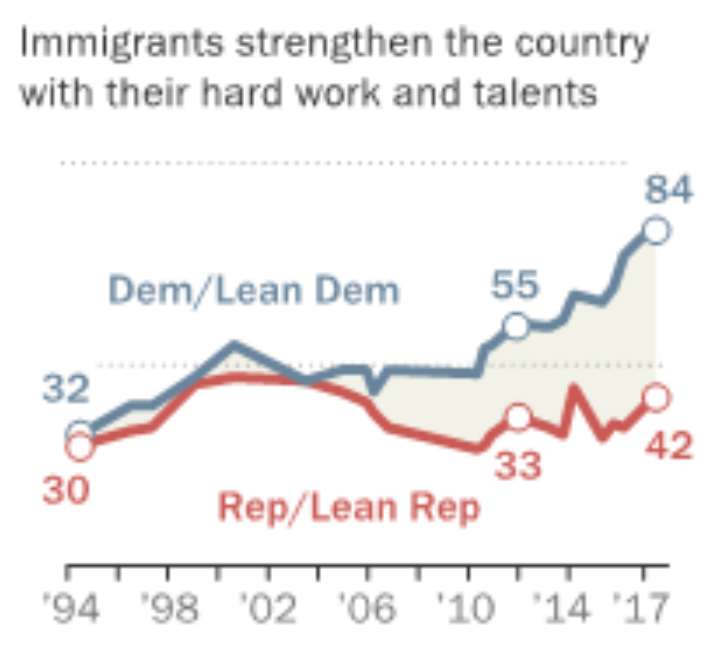 Immigrants strengthen the country
with their hard work and talents
84
Dem/Lean Dem
55
32
42
33
30
Rep/Lean Rep
'94 '98 '02 '06 '10 '14 '17